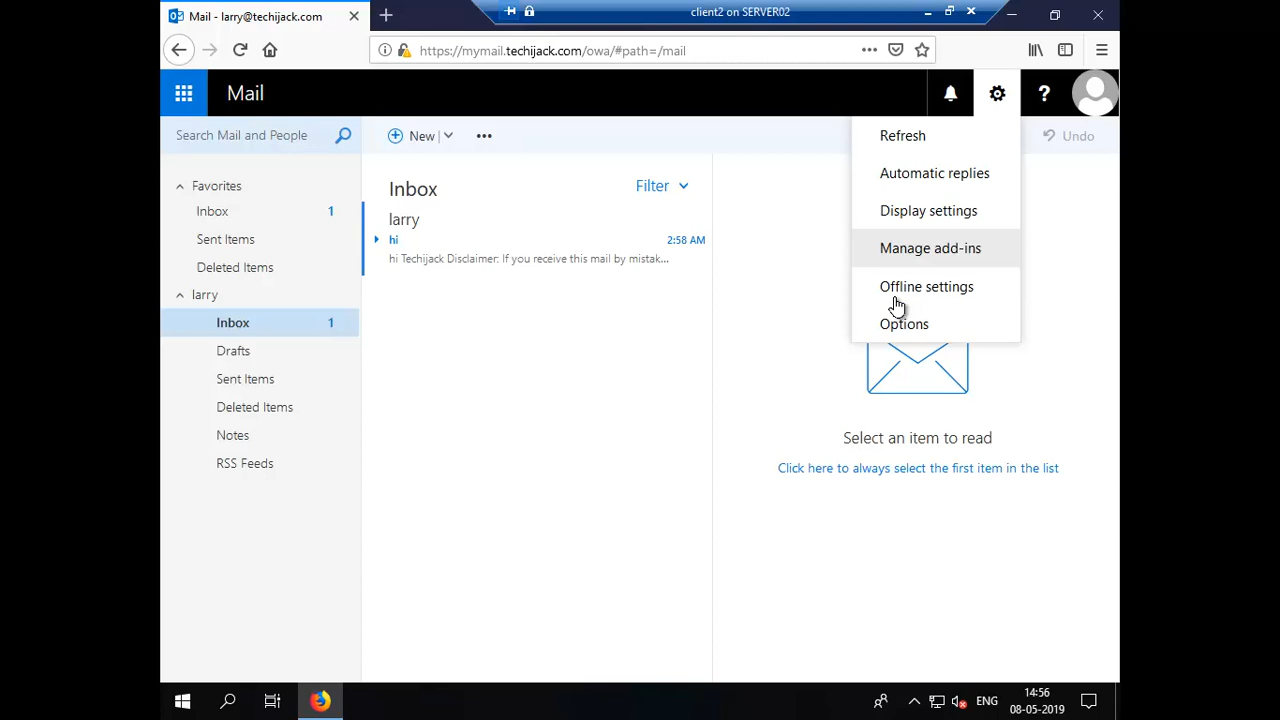 Mail - larry@techijack.com
client2 on SERVER02
https://mymail.techijack.com/owa/#path=/mail
Mail
?
Search Mail and People
New
Undo
Favorites
Inbox 1
Sent Items
Deleted Items
larry
Inbox 1
Drafts
Sent Items
Deleted Items
Notes
RSS Feeds
Inbox
Filter
larry
hi
2:58 AM
hi Techijack Disclaimer: If you receive this mail by mistak...
Refresh
Automatic replies
Display settings
Manage add-ins
Offline settings
Options
Select an item to read
Click here to always select the first item in the list
ENG
14:56
08-05-2019